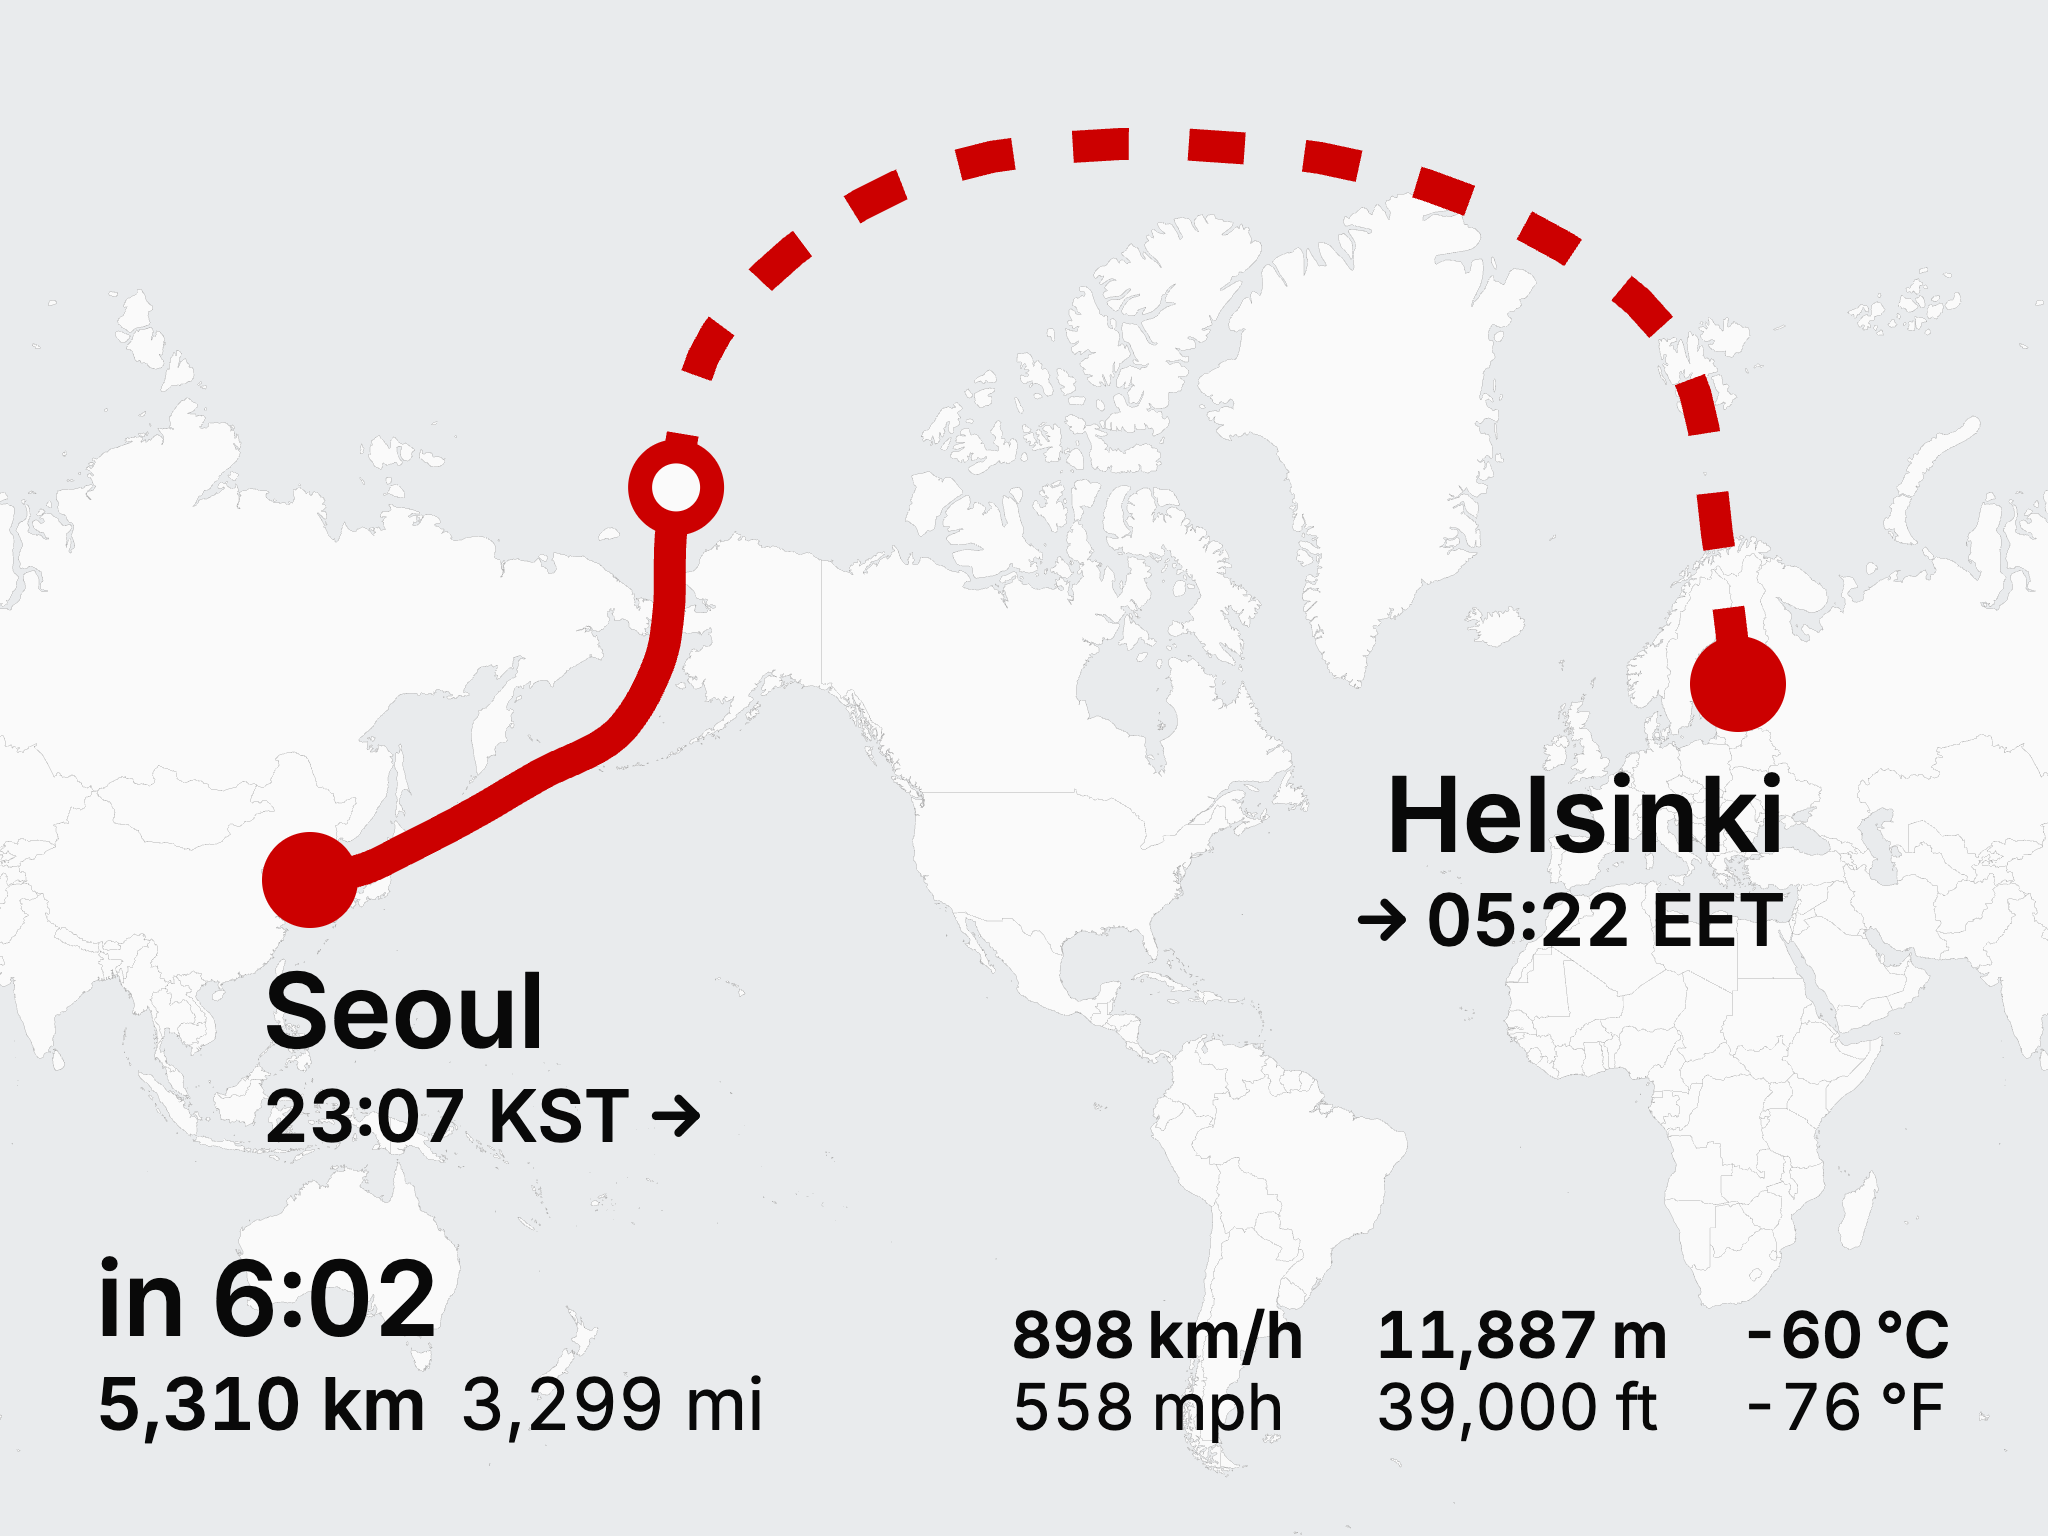 Helsinki
→ 05:22 EET
Seoul
23:07 KST →
in 6:02
5,310 km 3,299 mi
898 km/h 11,887 m -60 °C
558 mph 39,000 ft -76 °F